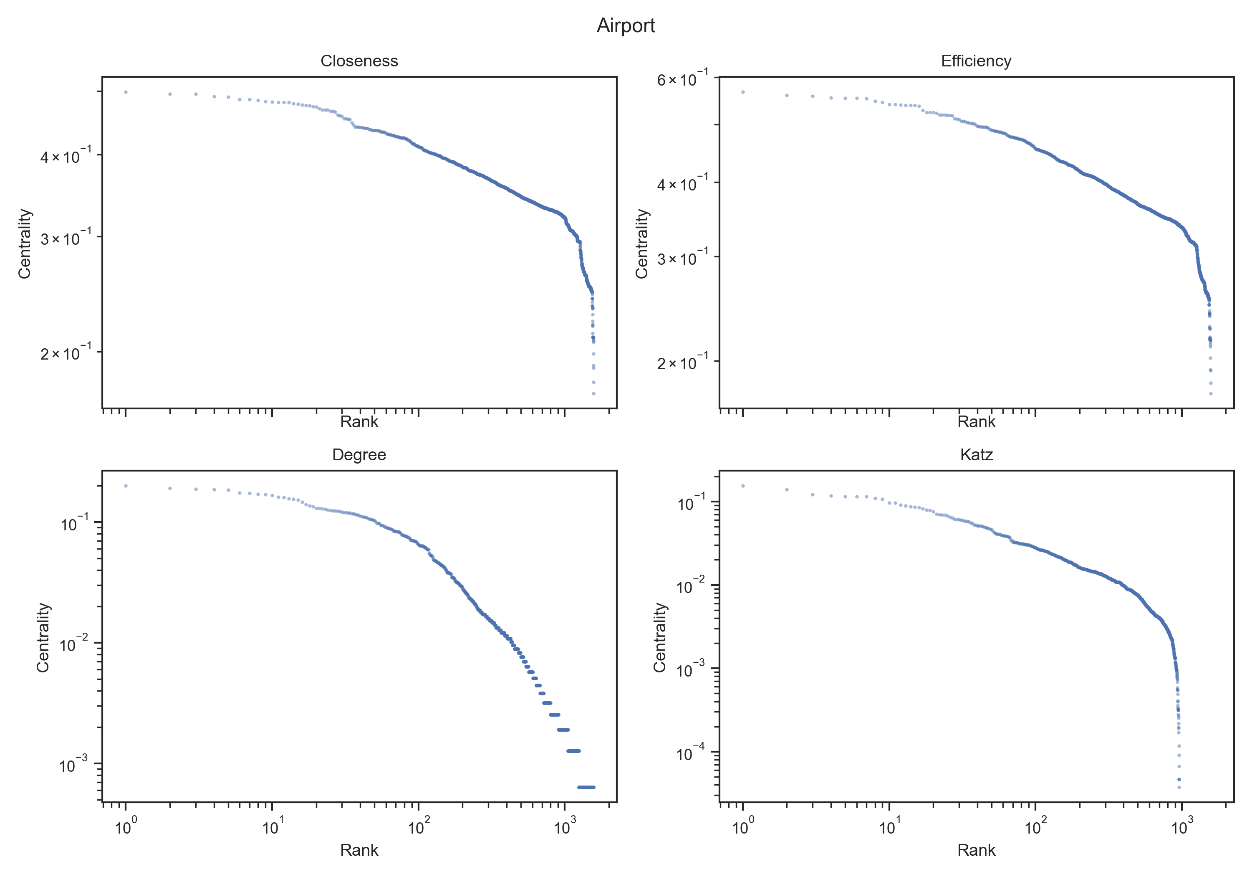 Airport
Closeness
Centrality
4 × 10⁻¹
3 × 10⁻¹
2 × 10⁻¹
Rank
Efficiency
Centrality
6 × 10⁻¹
4 × 10⁻¹
3 × 10⁻¹
2 × 10⁻¹
Rank
Degree
Centrality
10⁻¹
10⁻²
10⁻³
10⁰ 10¹ 10² 10³
Rank
Katz
Centrality
10⁻¹
10⁻²
10⁻³
10⁻⁴
10⁰ 10¹ 10² 10³
Rank